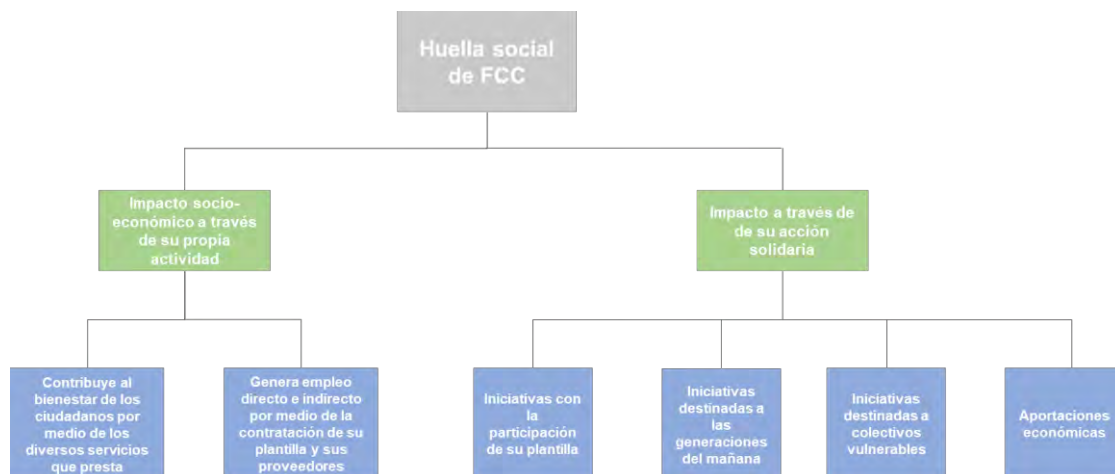 Huella social
de FCC
Impacto socio-
económico a través
de su propia
actividad
Impacto a través de
de su acción
solidaria
Contribuye al
bienestar de los
ciudadanos por
medio de los
diversos servicios
que presta
Genera empleo
directo e indirecto
por medio de la
contratación de su
plantilla y sus
proveedores
Iniciativas con
la
participación
de su plantilla
Iniciativas
destinadas a
las
generaciones
del mañana
Iniciativas
destinadas a
colectivos
vulnerables
Aportaciones
económicas